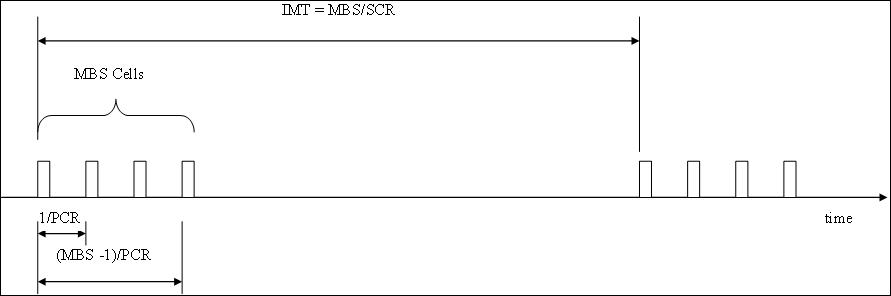 IMT = MBS/SCR
MBS Cells
1/PCR
time
(MBS -1)/PCR